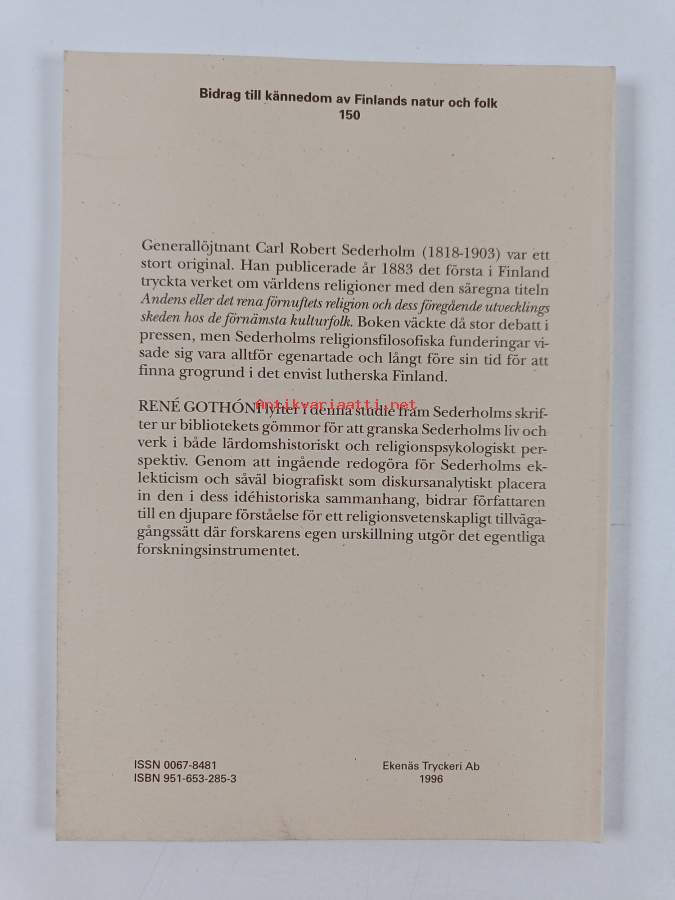 Bidrag till kännedom av Finlands natur och folk
150
Generallöjtnant Carl Robert Sederholm (1818-1903) var ett
stort original. Han publicerade år 1883 det första i Finland
tryckta verket om världens religioner med den säregna titeln
Andens eller det rena förnuftets religion och dess föregående utvecklings
skeden hos de förnämsta kulturfolk. Boken väckte då stor debatt i
pressen, men Sederholms religionsfilosofiska funderingar vi-
sade sig vara alltför egenartade och långt före sin tid för att
finna grogrund i det envist lutherska Finland.
RENÉ GOTHÓNI lyfter i denna studie fram Sederholms skrif-
antikvariaatti.net
ter ur bibliotekets gömmor för att granska Sederholms liv och
verk i både lärdomshistoriskt och religionspsykologiskt per-
spektiv. Genom att ingående redogöra för Sederholms ek-
lekticism och såväl biografiskt som diskursanalytiskt placera
in den i dess idéhistoriska sammanhang, bidrar författaren
till en djupare förståelse för ett religionsvetenskapligt tillväga-
gångssätt där forskarens egen urskillning utgör det egentliga
forskningsinstrumentet.
ISSN 0067-8481
ISBN 951-653-285-3
Ekenäs Tryckeri Ab
1996